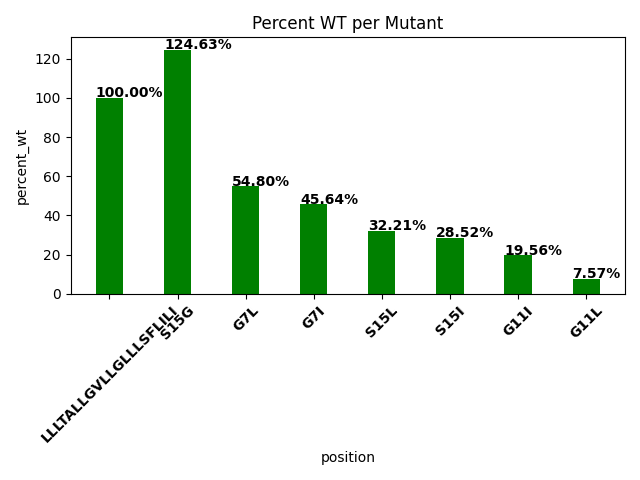 Percent WT per Mutant
percent_wt
120
100
80
60
40
20
0
100.00%
124.63%
54.80%
45.64%
32.21%
28.52%
19.56%
7.57%
LLLTALLGVLLGLLLSFLILI
S15G
G7L
G7I
S15L
S15I
G11I
G11L
position